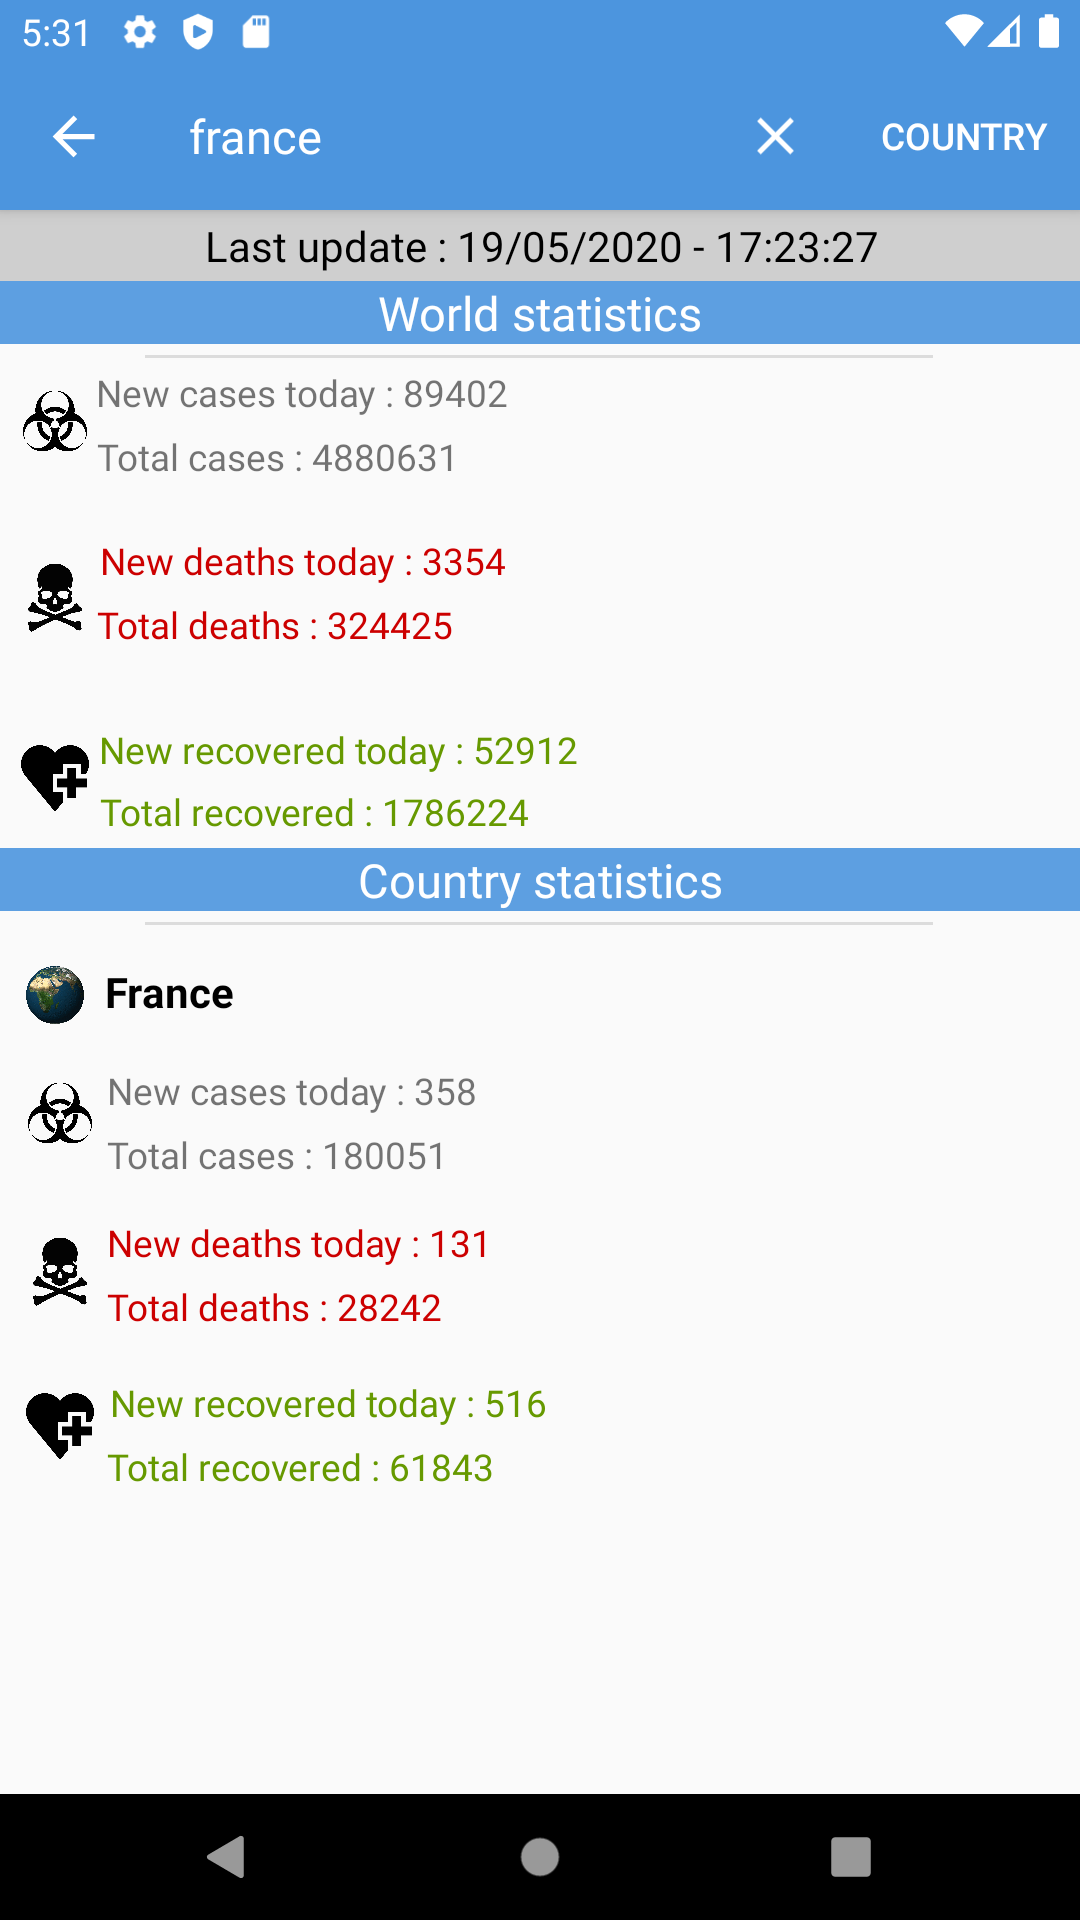 5:31
france
COUNTRY
Last update : 19/05/2020 - 17:23:27
World statistics
New cases today : 89402
Total cases : 4880631
New deaths today : 3354
Total deaths : 324425
New recovered today : 52912
Total recovered : 1786224
Country statistics
France
New cases today : 358
Total cases : 180051
New deaths today : 131
Total deaths : 28242
New recovered today : 516
Total recovered : 61843